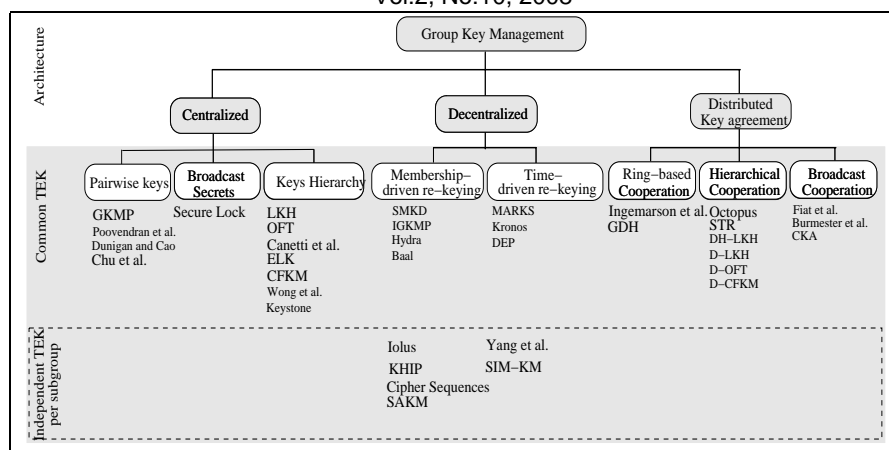 Vol.2, No.10, 2008
Architecture
Group Key Management
Centralized
Decentralized
Distributed
Key agreement
Common TEK
Pairwise keys
GKMP
Poovendran et al.
Dunigan and Cao
Chu et al.
Broadcast
Secrets
Secure Lock
Keys Hierarchy
LKH
OFT
Canetti et al.
ELK
CFKM
Wong et al.
Keystone
Membership−
driven re−keying
SMKD
IGKMP
Hydra
Baal
Time−
driven re−keying
MARKS
Kronos
DEP
Ring−based
Cooperation
Ingemarson et al.
GDH
Hierarchical
Cooperation
Octopus
STR
DH−LKH
D−LKH
D−OFT
D−CFKM
Broadcast
Cooperation
Fiat et al.
Burmester et al.
CKA
Independent TEK
per subgroup
Iolus
KHIP
Cipher Sequences
SAKM
Yang et al.
SIM−KM